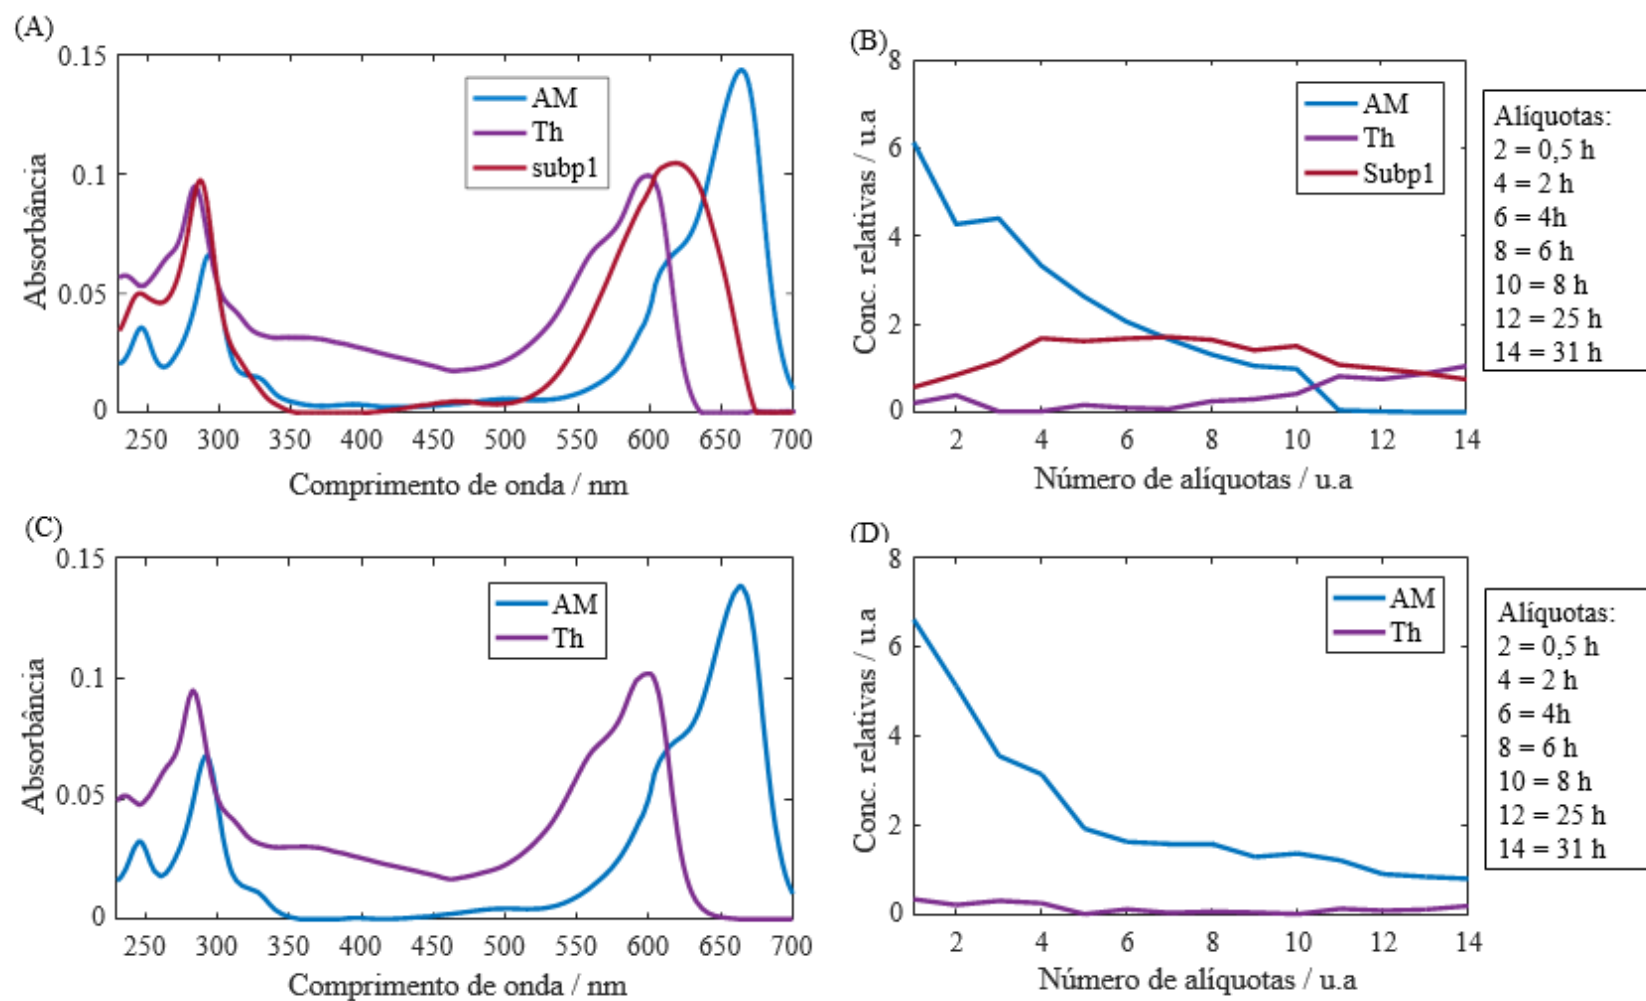 (A)
Absorbância
0.15
0.1
0.05
0
AM
Th
subp1
250 300 350 400 450 500 550 600 650 700
Comprimento de onda / nm
(B)
Conc. relativas / u.a
8
6
4
2
0
AM
Th
Subp1
2 4 6 8 10 12 14
Número de alíquotas / u.a
Alíquotas:
2 = 0,5 h
4 = 2 h
6 = 4h
8 = 6 h
10 = 8 h
12 = 25 h
14 = 31 h
(C)
Absorbância
0.15
0.1
0.05
0
AM
Th
250 300 350 400 450 500 550 600 650 700
Comprimento de onda / nm
(D)
Conc. relativas / u.a
8
6
4
2
0
AM
Th
2 4 6 8 10 12 14
Número de alíquotas / u.a
Alíquotas:
2 = 0,5 h
4 = 2 h
6 = 4h
8 = 6 h
10 = 8 h
12 = 25 h
14 = 31 h